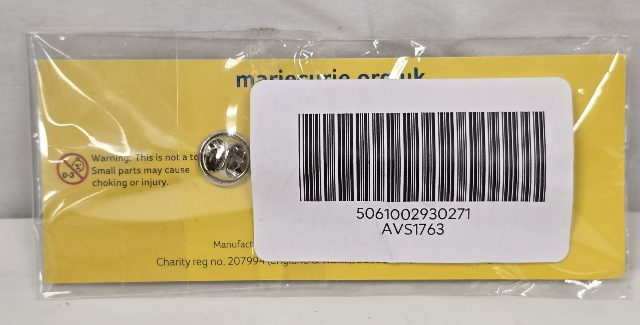 mariecurie.org.uk
Warning: This is not a to
Small parts may cause
choking or injury.
0-3
5061002930271
AVS1763
Manufact
Charity reg no. 207994 (England &